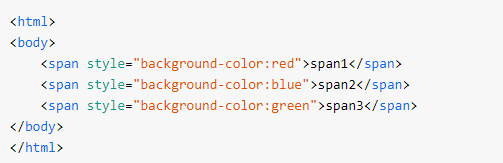 <html>
<body>
    <span style="background-color:red">span1</span>
    <span style="background-color:blue">span2</span>
    <span style="background-color:green">span3</span>
</body>
</html>